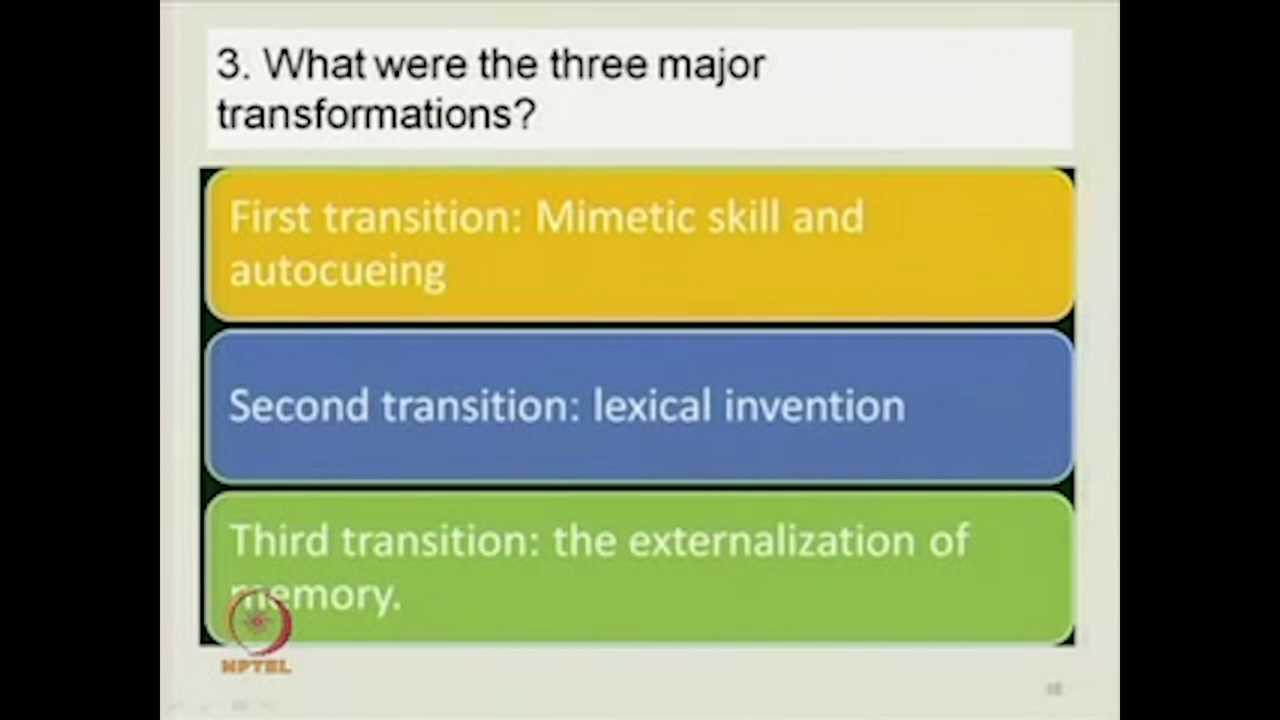 3. What were the three major
transformations?
First transition: Mimetic skill and
autocueing
Second transition: lexical invention
Third transition: the externalization of
memory.
NPTEL